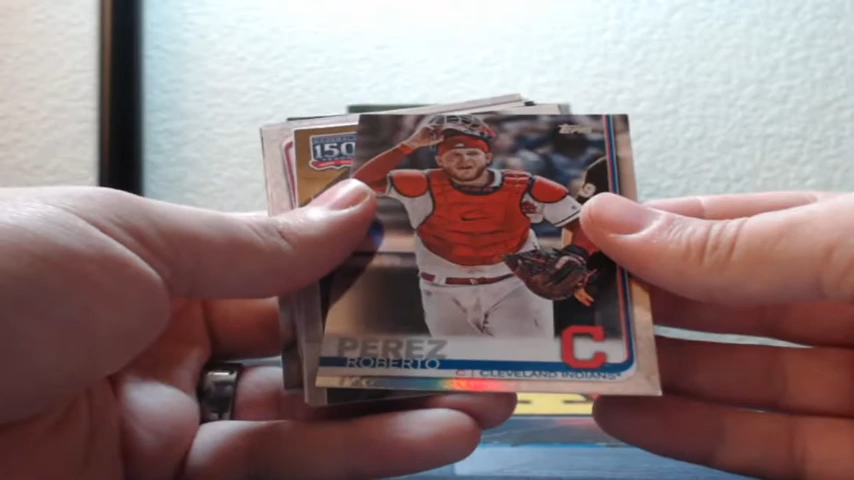 150
Topps
PEREZ
ROBERTO
C | CLEVELAND INDIANS
C